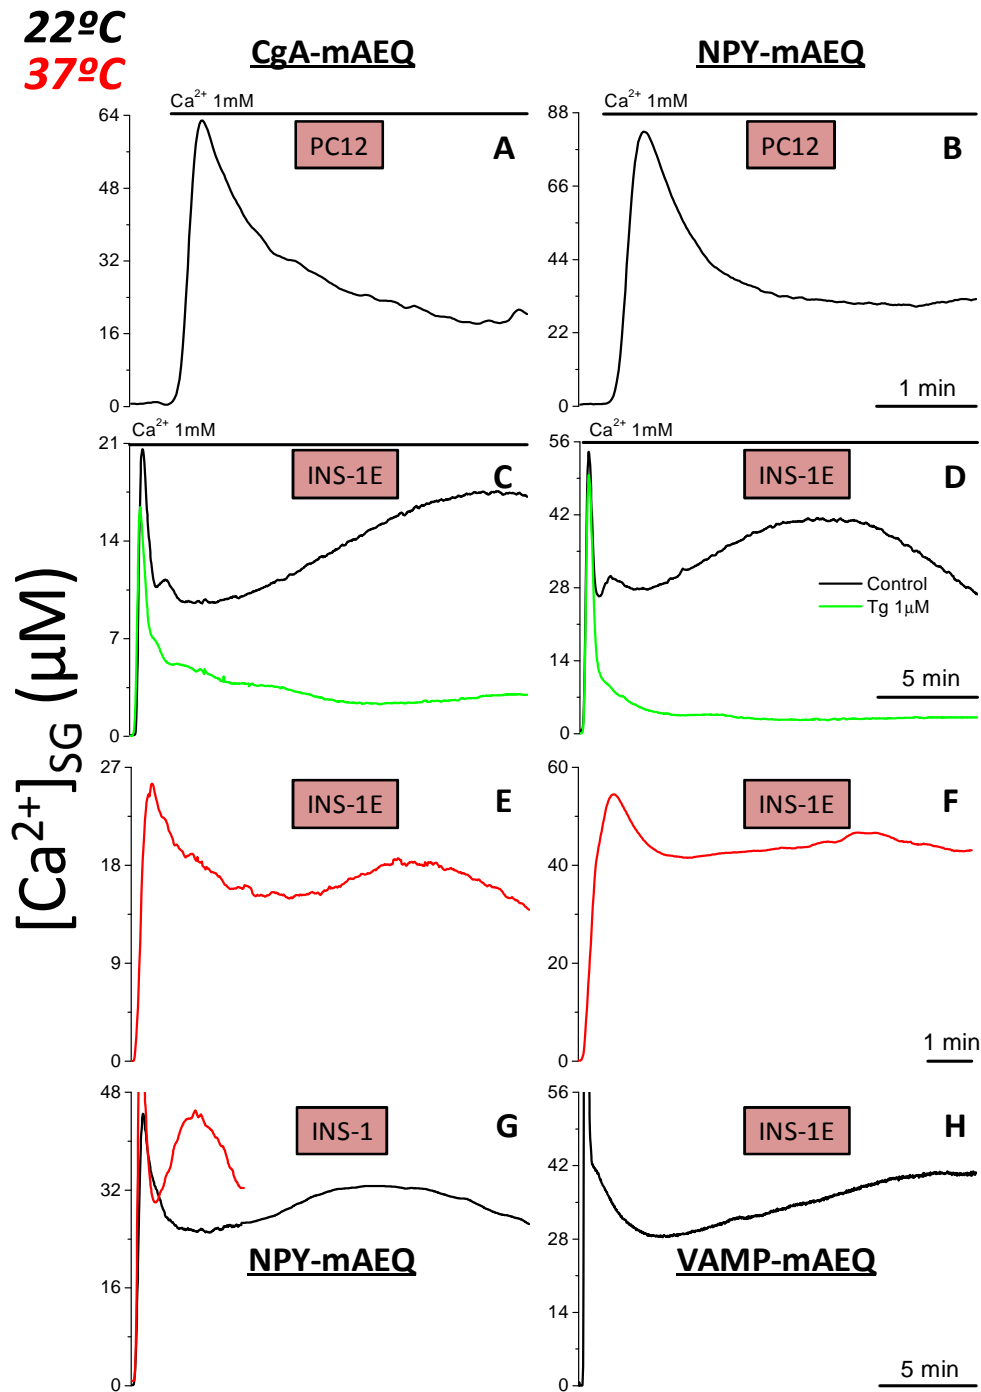 22ºC
37ºC
CgA-mAEQ
NPY-mAEQ
[Ca²⁺]SG (μM)
Ca²⁺ 1mM
64
48
32
16
0
PC12
A
Ca²⁺ 1mM
88
66
44
22
0
PC12
B
1 min
Ca²⁺ 1mM
21
14
7
0
INS-1E
C
Ca²⁺ 1mM
56
42
28
14
0
INS-1E
D
Control
Tg 1μM
5 min
27
18
9
0
INS-1E
E
60
40
20
0
INS-1E
F
1 min
48
32
16
0
INS-1
G
NPY-mAEQ
56
42
28
14
0
INS-1E
H
VAMP-mAEQ
5 min